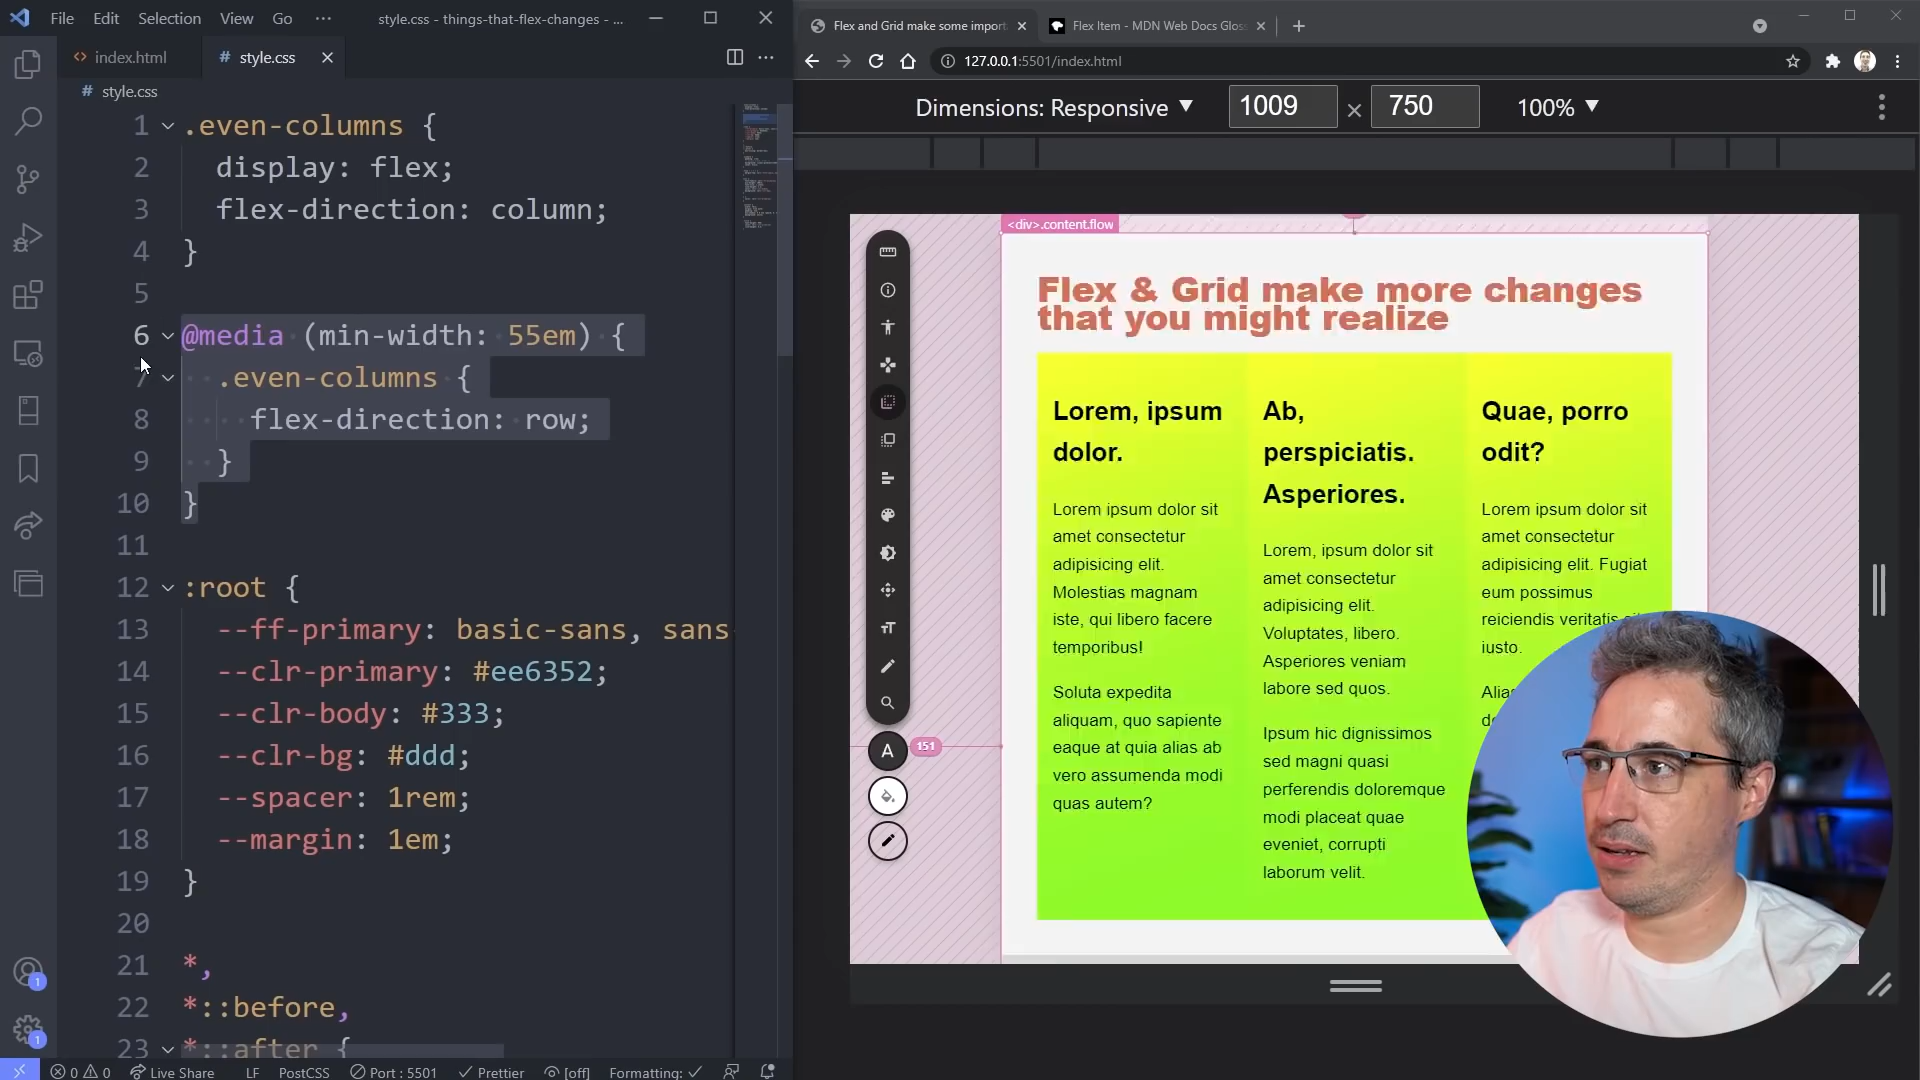 File Edit Selection View Go ··· style.css - things-that-flex-changes - ...
index.html
# style.css
# style.css
1 .even-columns {
2 display: flex;
3 flex-direction: column;
4 }
5
6 @media (min-width: 55em) {
7 .even-columns {
8 flex-direction: row;
9 }
10 }
11
12 :root {
13 --ff-primary: basic-sans, sans
14 --clr-primary: #ee6352;
15 --clr-body: #333;
16 --clr-bg: #ddd;
17 --spacer: 1rem;
18 --margin: 1em;
19 }
20
21 *,
22 *::before,
23 *::after {
1
1
0 0 Live Share LF PostCSS Port : 5501 Prettier [off] Formatting:
Flex and Grid make some import
Flex Item - MDN Web Docs Glos
127.0.0.1:5501/index.html
Dimensions: Responsive 1009 × 750 100%
<div>.content.flow
Flex & Grid make more changes
that you might realize
Lorem, ipsum
dolor.
Lorem ipsum dolor sit
amet consectetur
adipisicing elit.
Molestias magnam
iste, qui libero facere
temporibus!
Soluta expedita
aliquam, quo sapiente
eaque at quia alias ab
vero assumenda modi
quas autem?
Ab,
perspiciatis.
Asperiores.
Lorem, ipsum dolor sit
amet consectetur
adipisicing elit.
Voluptates, libero.
Asperiores veniam
labore sed quos.
Ipsum hic dignissimos
sed magni quasi
perferendis doloremque
modi placeat quae
eveniet, corrupti
laborum velit.
Quae, porro
odit?
Lorem ipsum dolor sit
amet consectetur
adipisicing elit. Fugiat
eum possimus
reiciendis veritatis
iusto.
A
151